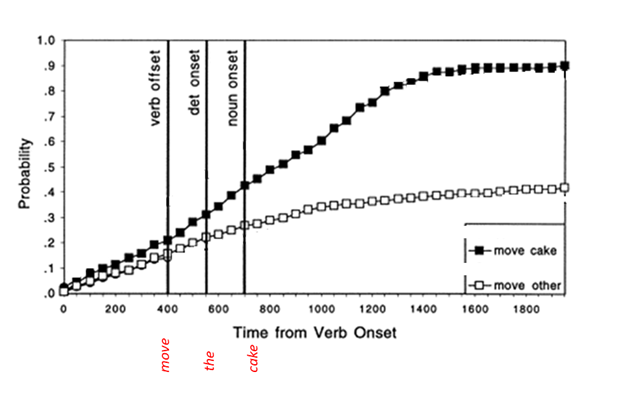 1.0
.9
.8
.7
.6
.5
.4
.3
.2
.1
.0
Probability
verb offset
det onset
noun onset
move cake
move other
0 200 400 600 800 1000 1200 1400 1600 1800
Time from Verb Onset
move
the
cake